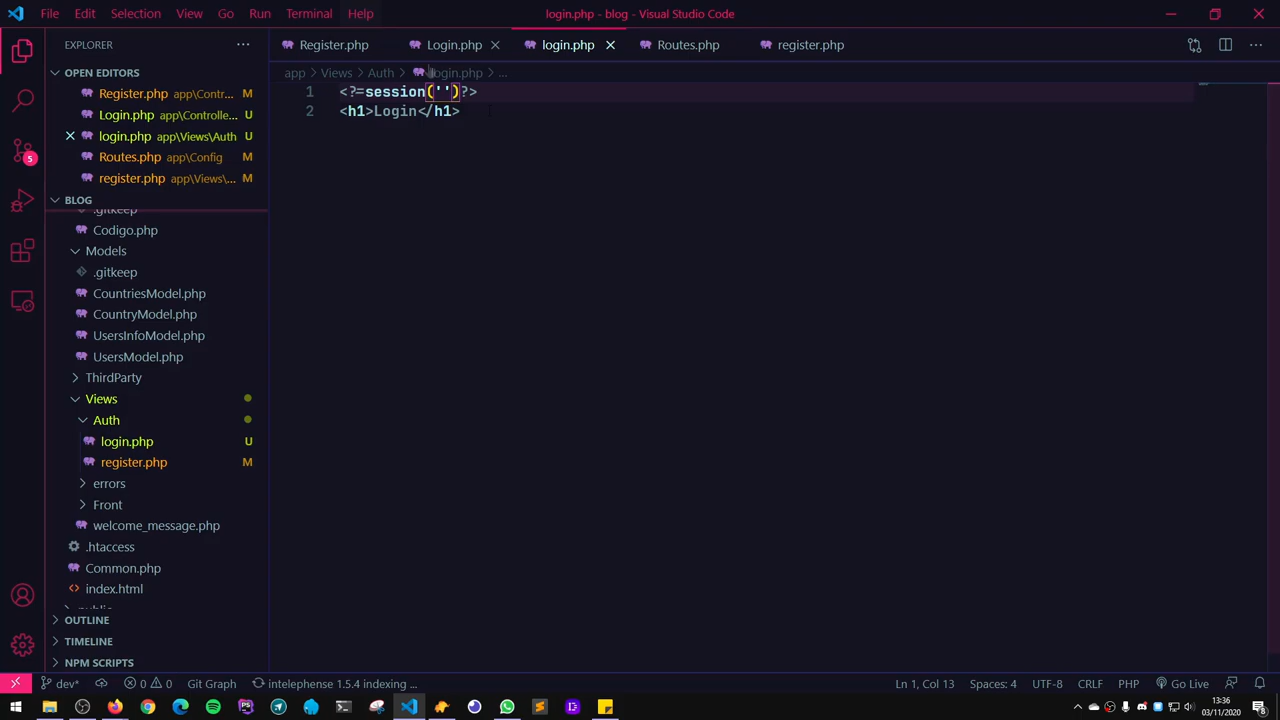 File Edit Selection View Go Run Terminal Help login.php - blog - Visual Studio Code
EXPLORER ...
Register.php Login.php login.php Routes.php register.php
app > Views > Auth > login.php > ...
OPEN EDITORS
Register.php app\Contr... M
Login.php app\Controlle... U
login.php app\Views\Auth U
Routes.php app\Config M
register.php app\Views\... M
BLOG
.gitkeep
Codigo.php
Models
.gitkeep
CountriesModel.php
CountryModel.php
UsersInfoModel.php
UsersModel.php
ThirdParty
Views
Auth
login.php U
register.php M
errors
Front
welcome_message.php
.htaccess
Common.php
index.html
public
OUTLINE
TIMELINE
NPM SCRIPTS
1 <?=session('')?>
2 <h1>Login</h1>
5
dev* 0 0 Git Graph intelephense 1.5.4 indexing ... Ln 1, Col 13 Spaces: 4 UTF-8 CRLF PHP Go Live
13:36
03/11/2020